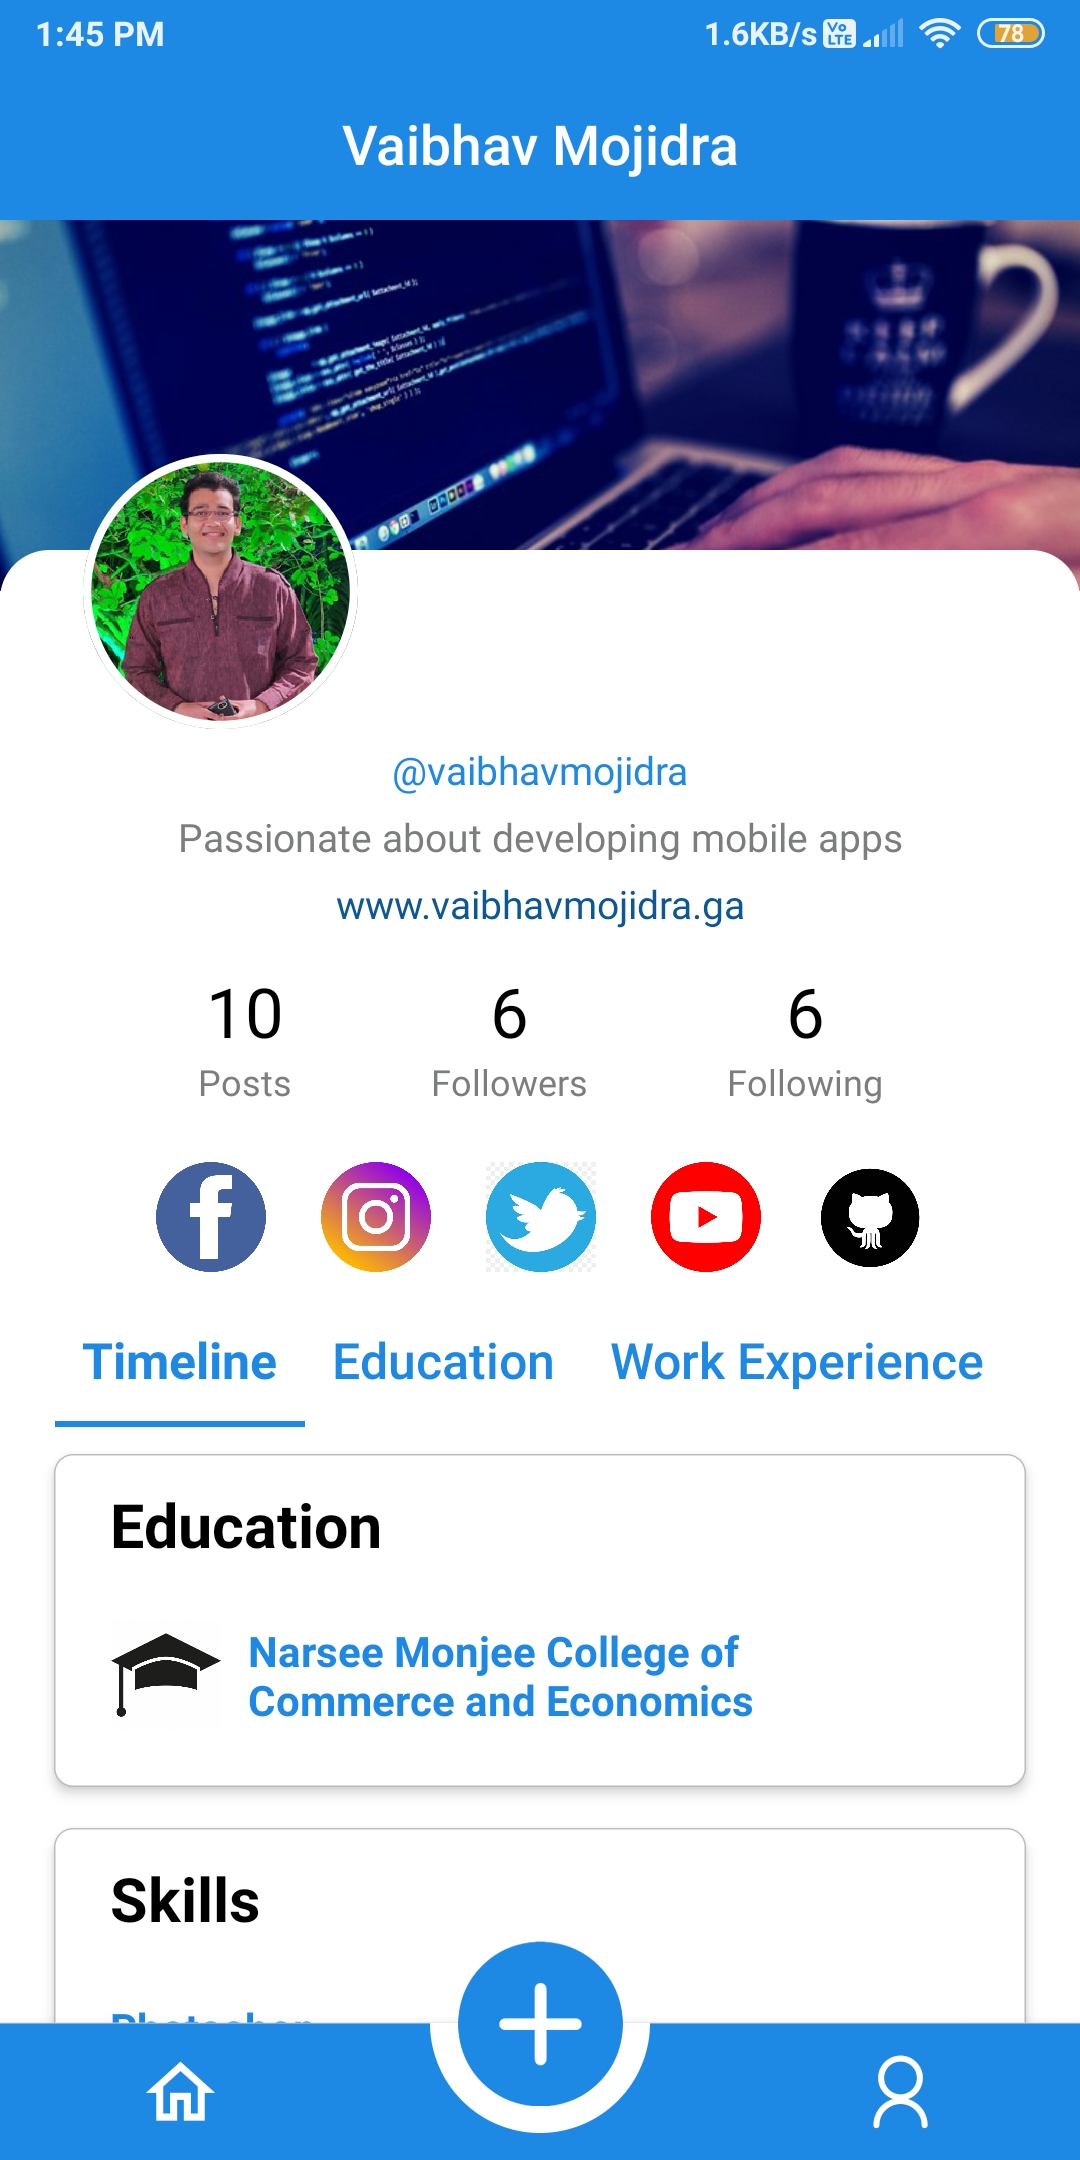 1:45 PM
1.6KB/s
Vo
LTE
78
Vaibhav Mojidra
@vaibhavmojidra
Passionate about developing mobile apps
www.vaibhavmojidra.ga
10
6
6
Posts
Followers
Following
Timeline
Education
Work Experience
Education
Narsee Monjee College of
Commerce and Economics
Skills
Photoshop